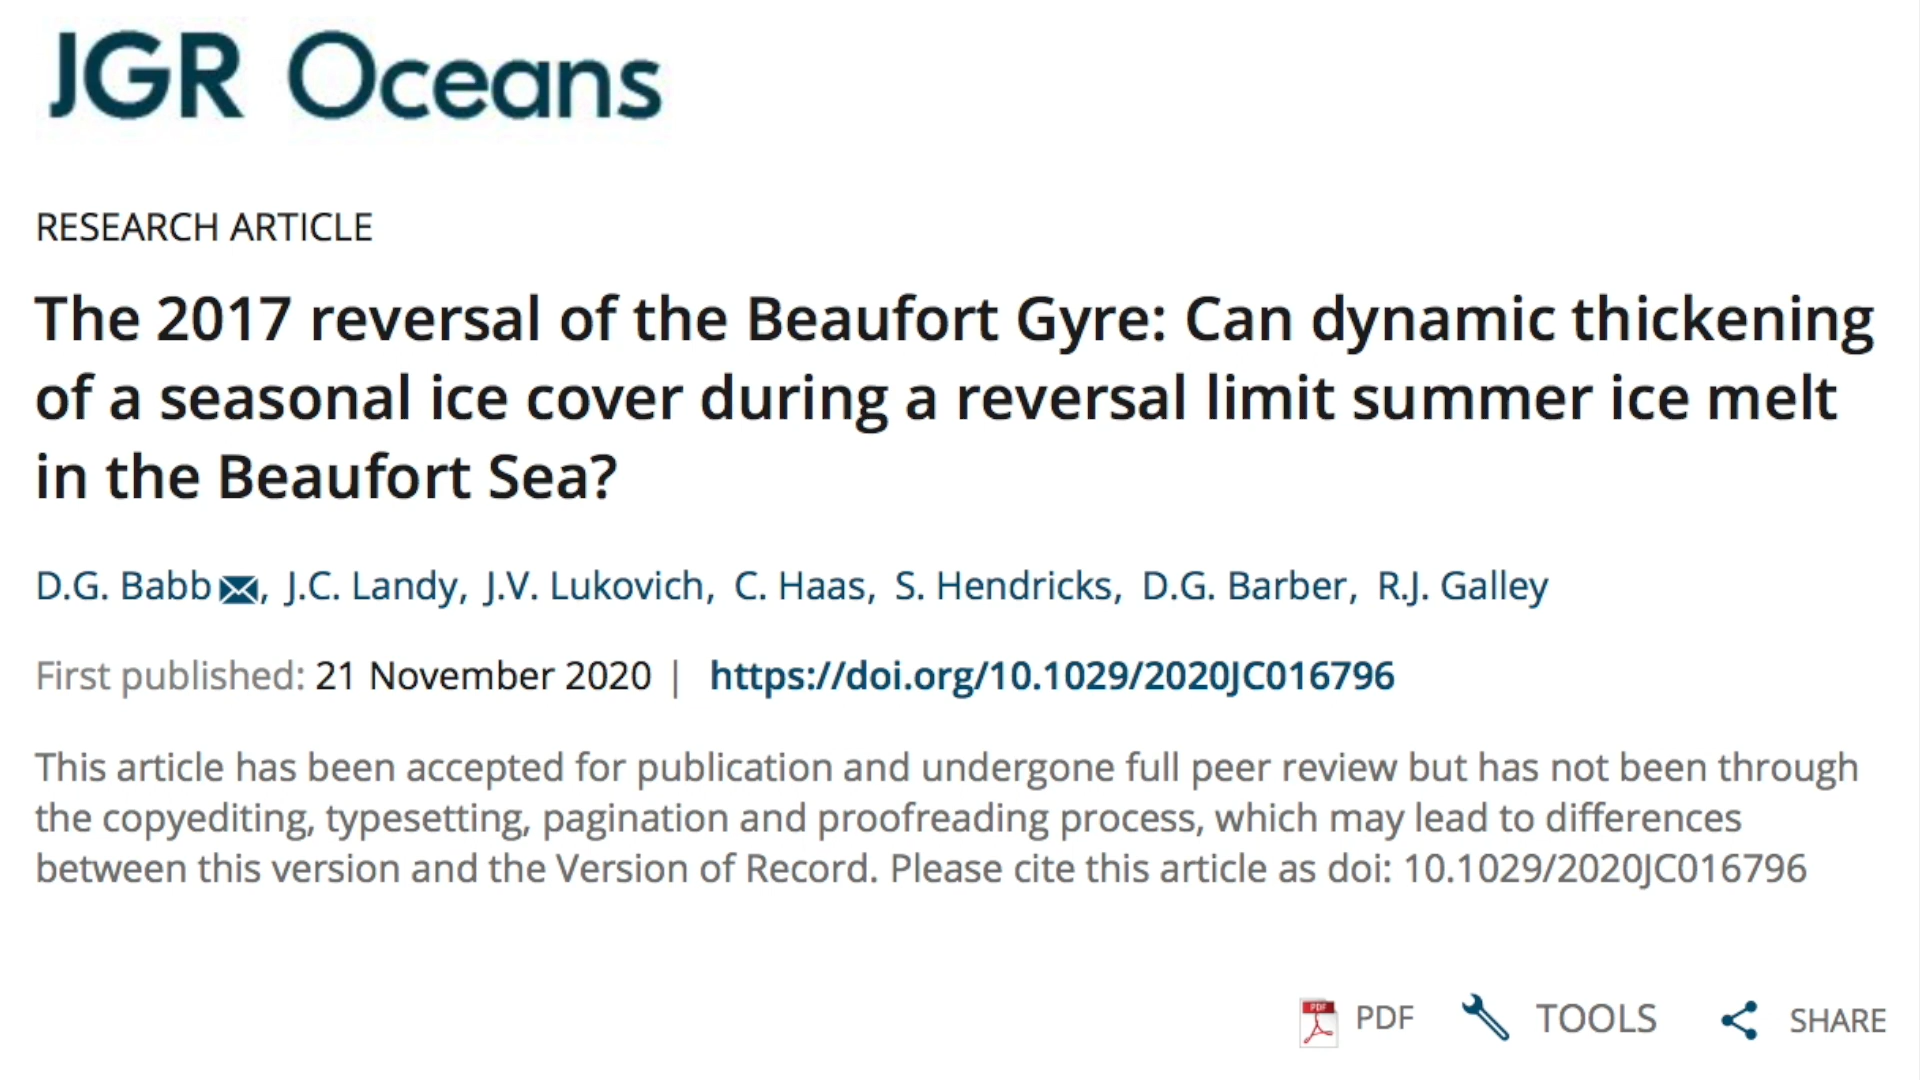 JGR Oceans
RESEARCH ARTICLE
The 2017 reversal of the Beaufort Gyre: Can dynamic thickening
of a seasonal ice cover during a reversal limit summer ice melt
in the Beaufort Sea?
D.G. Babb, J.C. Landy, J.V. Lukovich, C. Haas, S. Hendricks, D.G. Barber, R.J. Galley
First published: 21 November 2020 | https://doi.org/10.1029/2020JC016796
This article has been accepted for publication and undergone full peer review but has not been through
the copyediting, typesetting, pagination and proofreading process, which may lead to differences
between this version and the Version of Record. Please cite this article as doi: 10.1029/2020JC016796
PDF PDF TOOLS SHARE